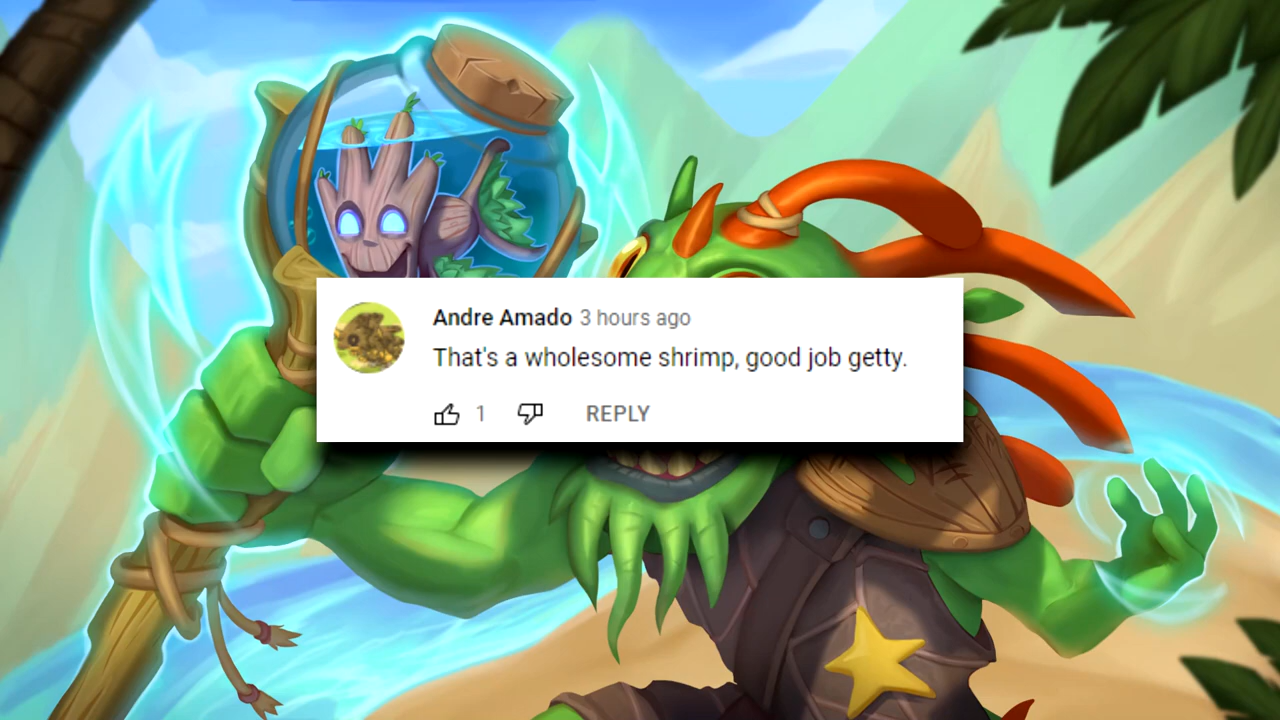 Andre Amado 3 hours ago
That's a wholesome shrimp, good job getty.
1 REPLY